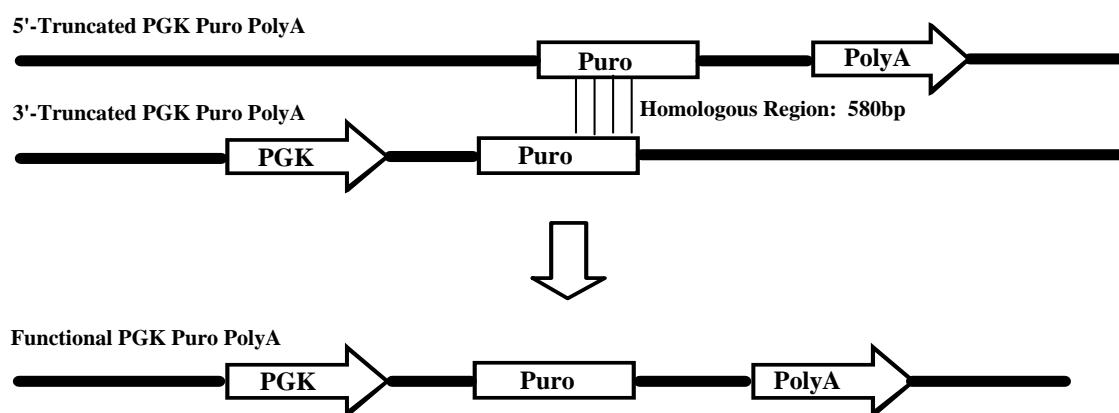 5'-Truncated PGK Puro PolyA
Puro
PolyA
Homologous Region:  580bp
3'-Truncated PGK Puro PolyA
PGK
Puro
Functional PGK Puro PolyA
PGK
Puro
PolyA